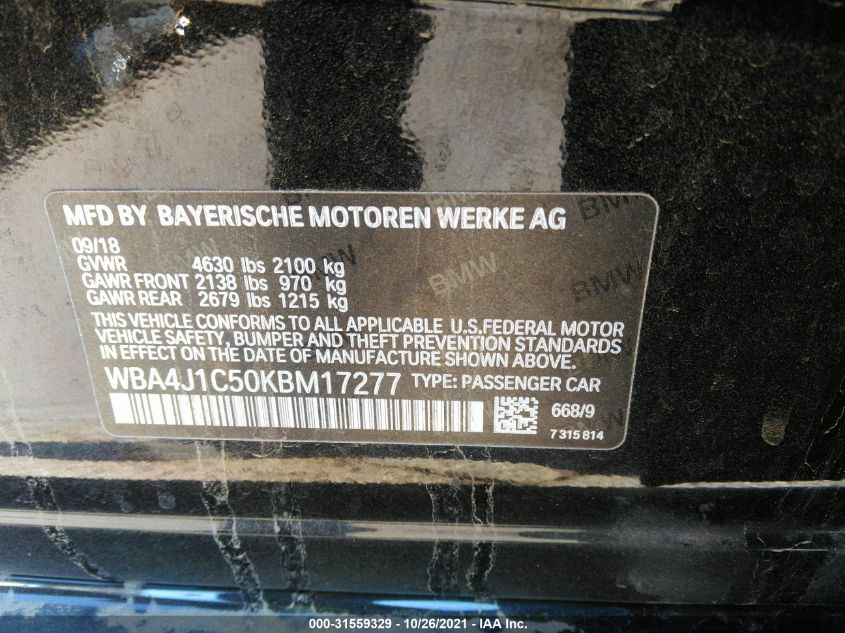 MFD BY BAYERISCHE MOTOREN WERKE AG
09/18
GVWR 4630 lbs 2100 kg
GAWR FRONT 2138 lbs 970 kg
GAWR REAR 2679 lbs 1215 kg
THIS VEHICLE CONFORMS TO ALL APPLICABLE U.S.FEDERAL MOTOR
VEHICLE SAFETY, BUMPER AND THEFT PREVENTION STANDARDS
IN EFFECT ON THE DATE OF MANUFACTURE SHOWN ABOVE.
WBA4J1C50KBM17277 TYPE: PASSENGER CAR
668/9
7 315 814
BMW
BMW
BMW
000-31559329 - 10/26/2021 - IAA Inc.